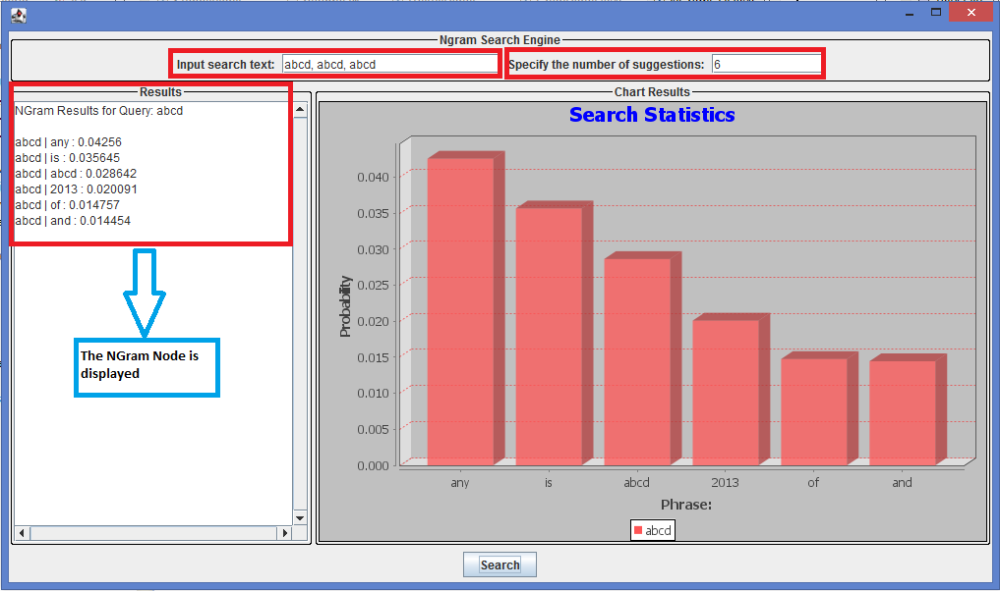 Ngram Search Engine
Input search text: abcd, abcd, abcd
Specify the number of suggestions: 6
Results
NGram Results for Query: abcd
abcd | any : 0.04256
abcd | is : 0.035645
abcd | abcd : 0.028642
abcd | 2013 : 0.020091
abcd | of : 0.014757
abcd | and : 0.014454
The NGram Node is
displayed
Chart Results
Search Statistics
Probability
0.040
0.035
0.030
0.025
0.020
0.015
0.010
0.005
0.000
any is abcd 2013 of and
Phrase:
abcd
Search